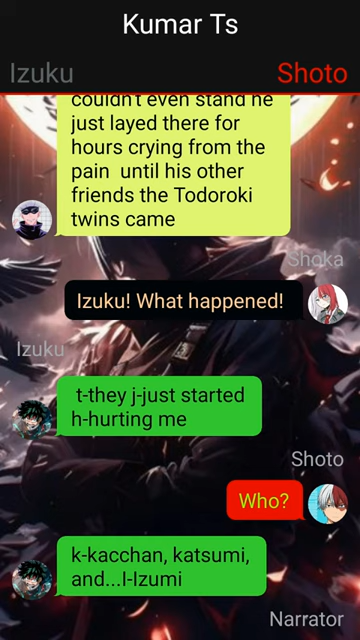 Kumar Ts
Izuku
Shoto
couldn't even stand he
just layed there for
hours crying from the
pain  until his other
friends the Todoroki
twins came
Shoka
Izuku! What happened!
Izuku
t-they j-just started
h-hurting me
Shoto
Who?
k-kacchan, katsumi,
and...I-Izumi
Narrator